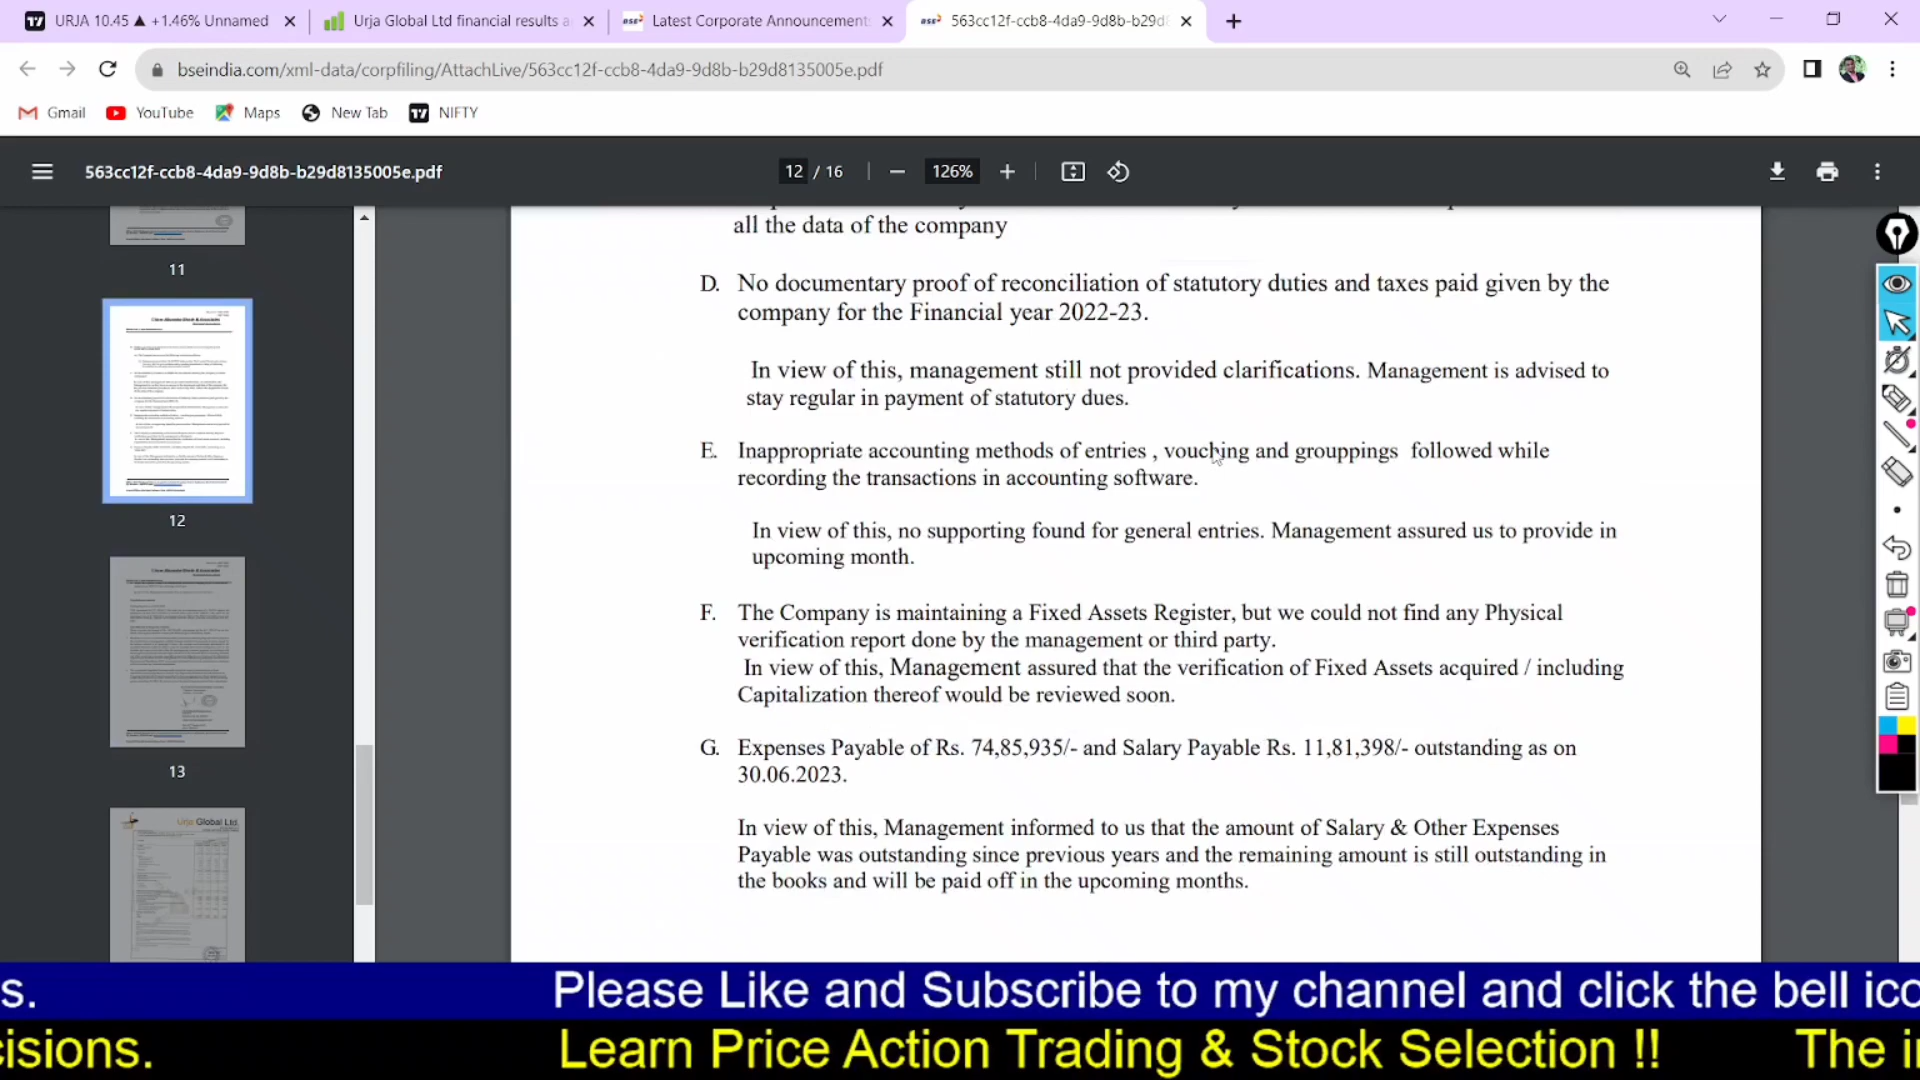 URJA 10.45 ▲ +1.46% Unnamed
Urja Global Ltd financial results a
Latest Corporate Announcements
563cc12f-ccb8-4da9-9d8b-b29d8
bseindia.com/xml-data/corpfiling/AttachLive/563cc12f-ccb8-4da9-9d8b-b29d8135005e.pdf
Gmail YouTube Maps New Tab NIFTY
563cc12f-ccb8-4da9-9d8b-b29d8135005e.pdf 12 / 16 126%
11
12
13
Urja Global Ltd.
all the data of the company
D. No documentary proof of reconciliation of statutory duties and taxes paid given by the
company for the Financial year 2022-23.
In view of this, management still not provided clarifications. Management is advised to
stay regular in payment of statutory dues.
E. Inappropriate accounting methods of entries , vouching and grouppings followed while
recording the transactions in accounting software.
In view of this, no supporting found for general entries. Management assured us to provide in
upcoming month.
F. The Company is maintaining a Fixed Assets Register, but we could not find any Physical
verification report done by the management or third party.
In view of this, Management assured that the verification of Fixed Assets acquired / including
Capitalization thereof would be reviewed soon.
G. Expenses Payable of Rs. 74,85,935/- and Salary Payable Rs. 11,81,398/- outstanding as on
30.06.2023.
In view of this, Management informed to us that the amount of Salary & Other Expenses
Payable was outstanding since previous years and the remaining amount is still outstanding in
the books and will be paid off in the upcoming months.
s. Please Like and Subscribe to my channel and click the bell ico
cisions. Learn Price Action Trading & Stock Selection !! The i